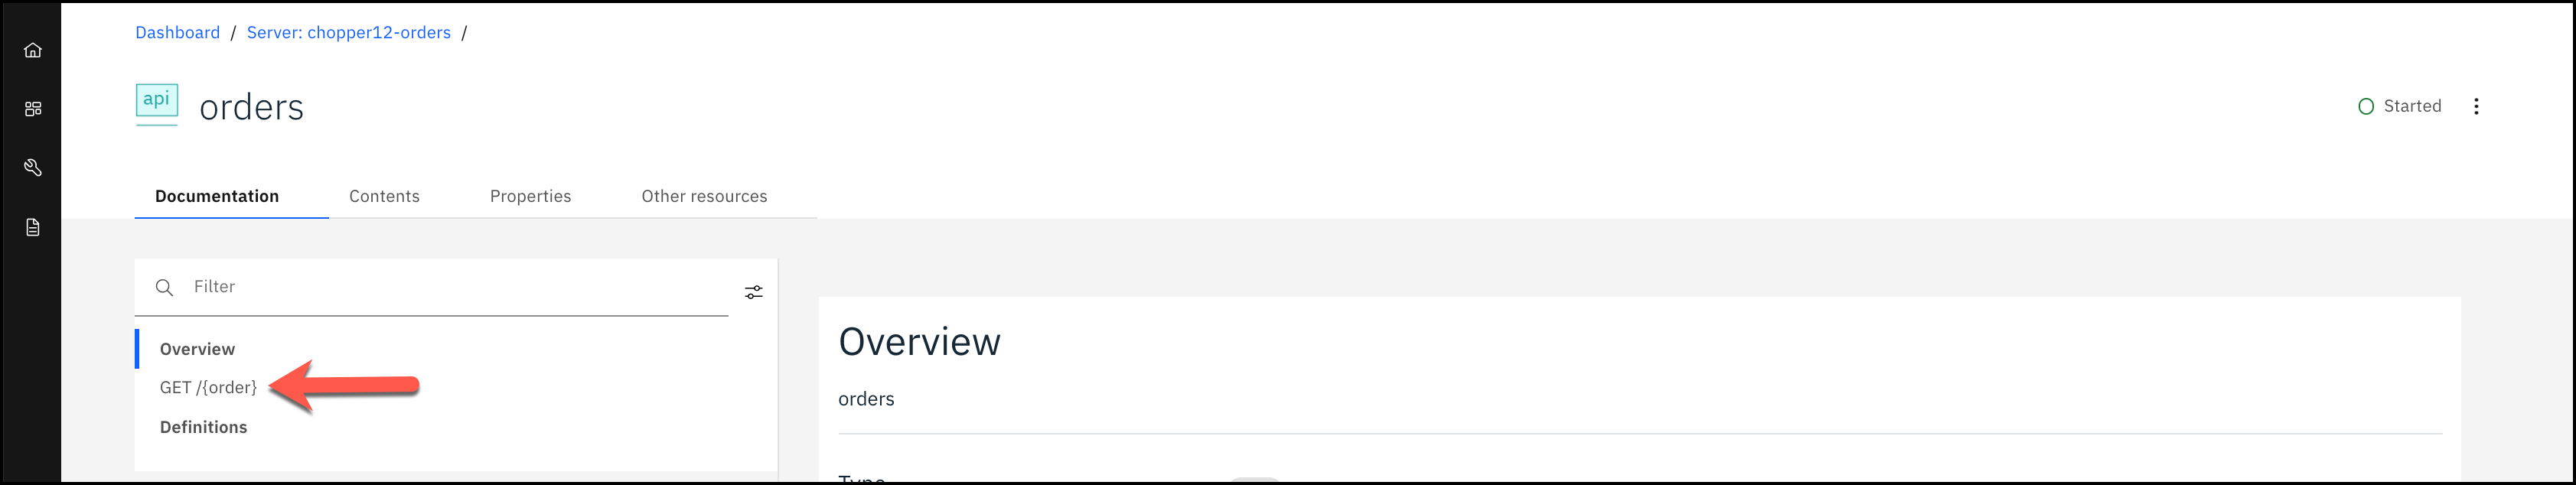 Dashboard / Server: chopper12-orders /
api orders
Started
Documentation Contents Properties Other resources
Filter
Overview
GET /{order}
Definitions
Overview
orders
Type